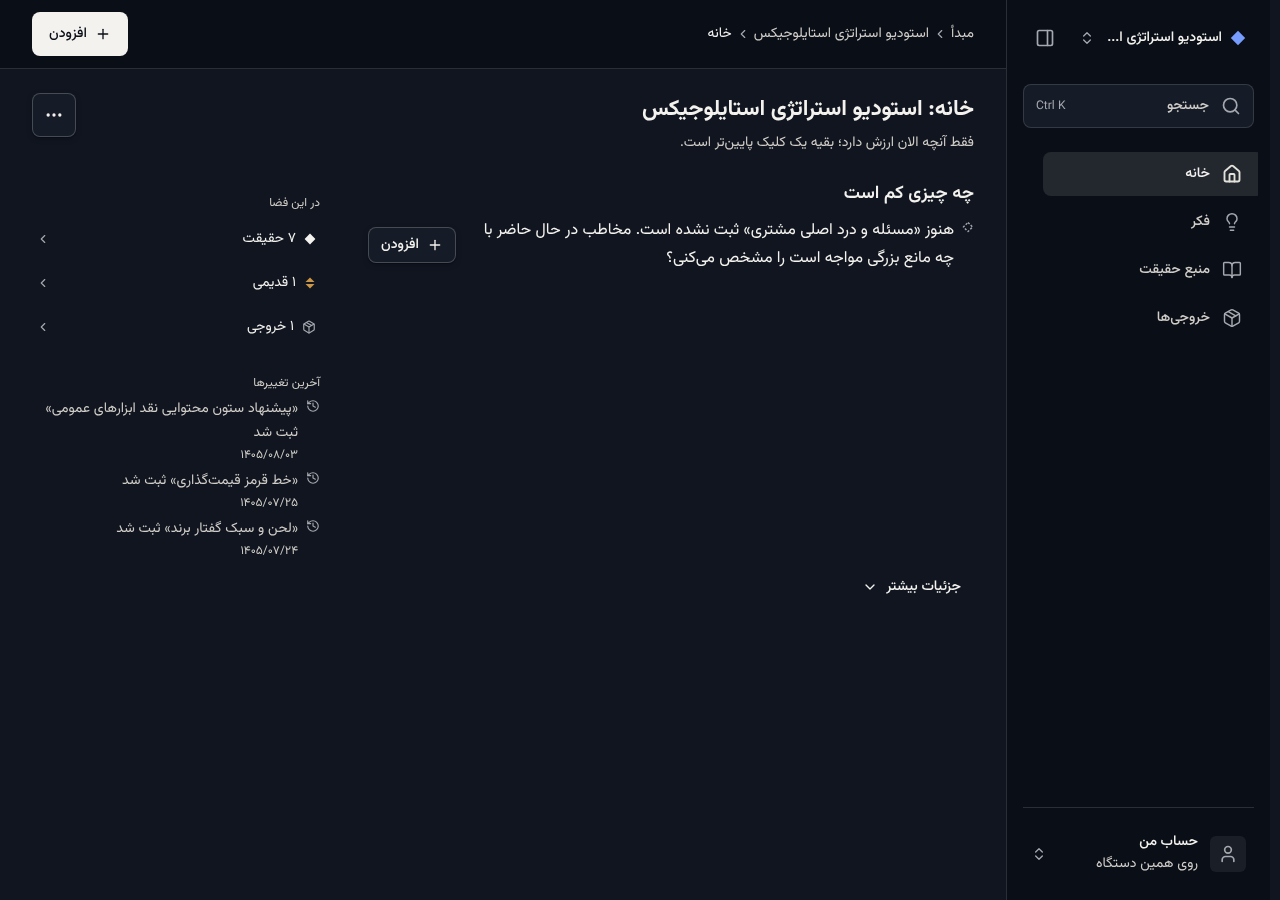 استودیو استراتژی ا...
جستجو
Ctrl K
خانه
فکر
منبع حقیقت
خروجی‌ها
حساب من
روی همین دستگاه
مبدأ › استودیو استراتژی استایلوجیکس › خانه
افزودن
خانه: استودیو استراتژی استایلوجیکس
فقط آنچه الان ارزش دارد؛ بقیه یک کلیک پایین‌تر است.
چه چیزی کم است
هنوز «مسئله و درد اصلی مشتری» ثبت نشده است. مخاطب در حال حاضر با
چه مانع بزرگی مواجه است را مشخص می‌کنی؟
افزودن
در این فضا
۷ حقیقت
۱ قدیمی
۱ خروجی
آخرین تغییرها
«پیشنهاد ستون محتوایی نقد ابزارهای عمومی»
ثبت شد
۱۴۰۵/۰۸/۰۳
«خط قرمز قیمت‌گذاری» ثبت شد
۱۴۰۵/۰۷/۲۵
«لحن و سبک گفتار برند» ثبت شد
۱۴۰۵/۰۷/۲۴
جزئیات بیشتر